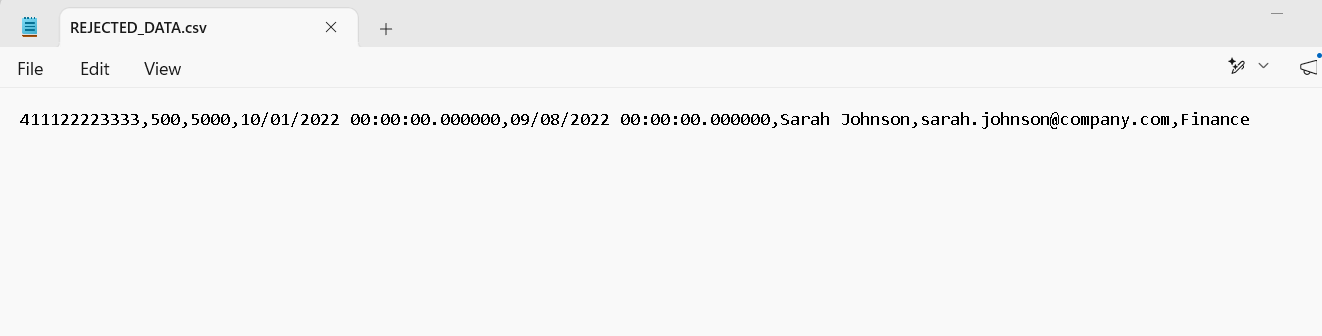 REJECTED_DATA.csv
File Edit View
411122223333,500,5000,10/01/2022 00:00:00.000000,09/08/2022 00:00:00.000000,Sarah Johnson,sarah.johnson@company.com,Finance